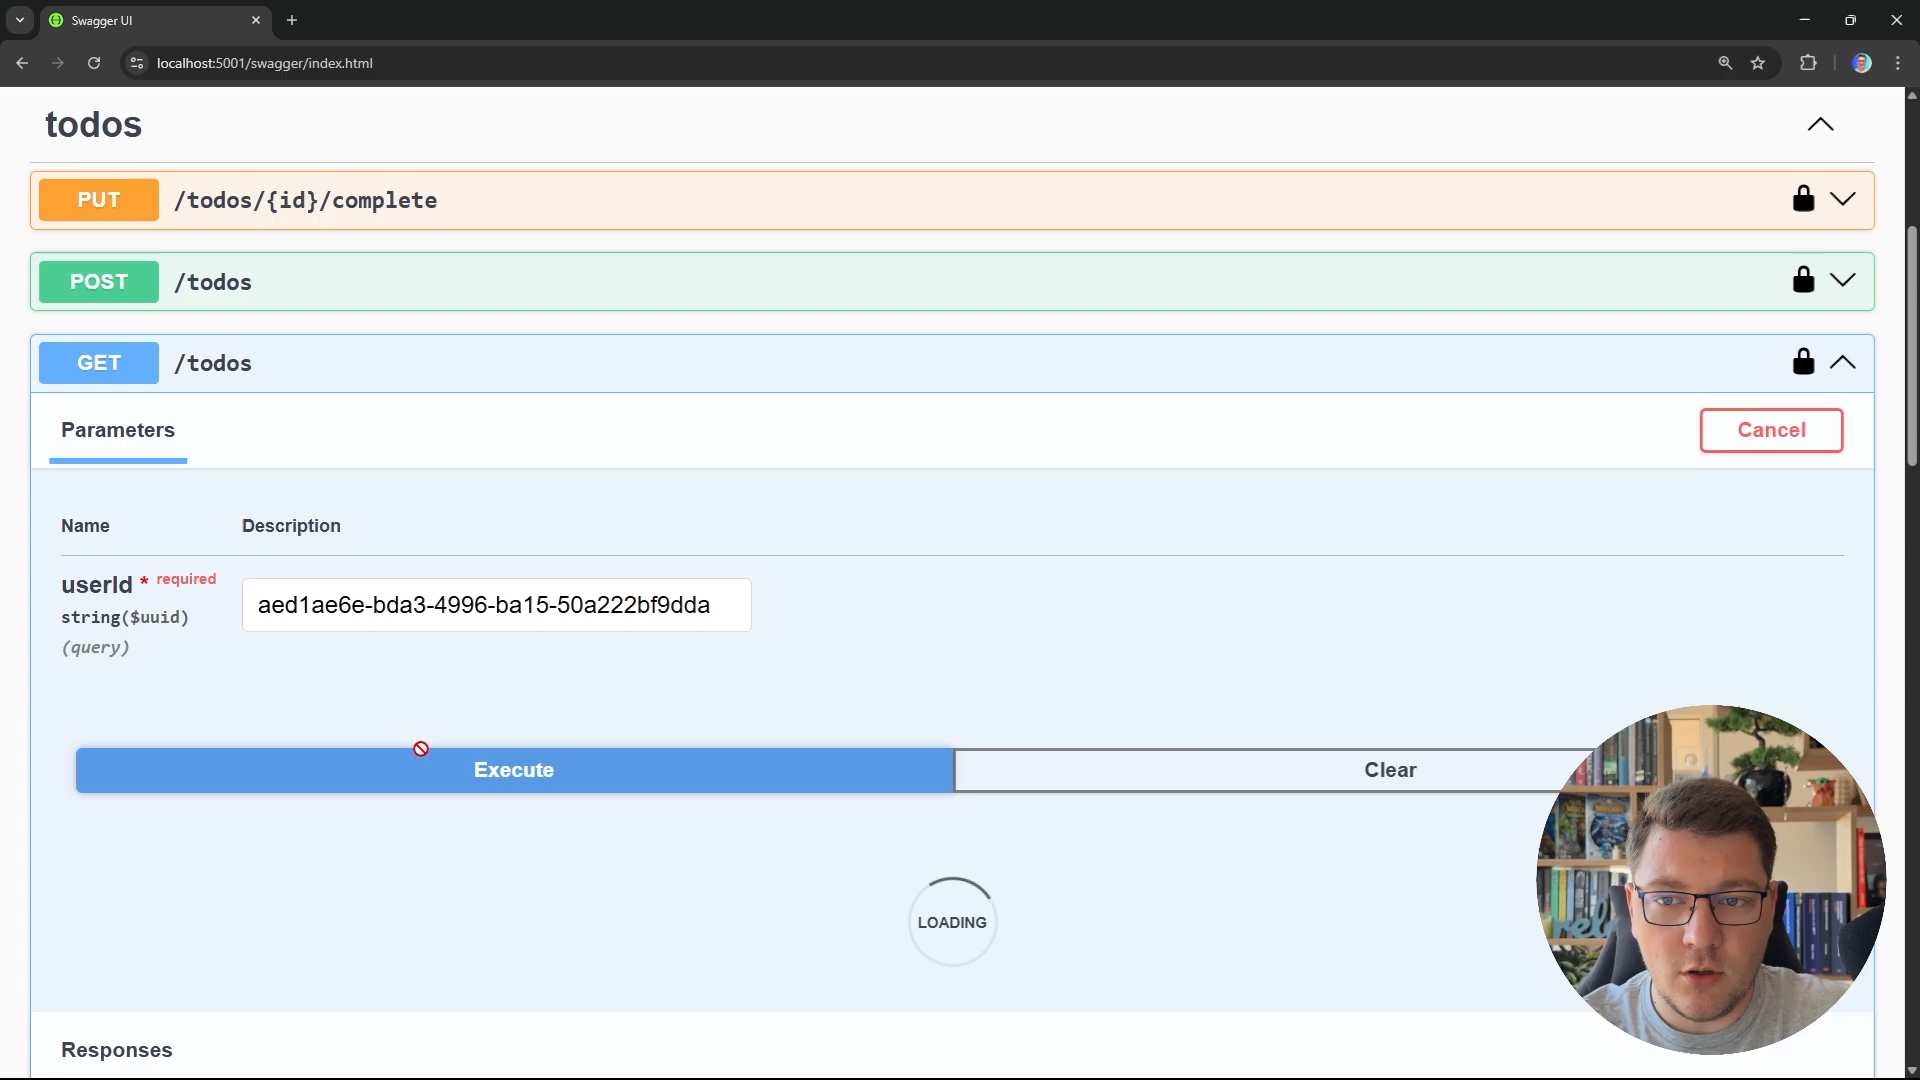 Swagger UI
localhost:5001/swagger/index.html
todos
PUT /todos/{id}/complete
POST /todos
GET /todos
Parameters
Cancel
Name Description
userId * required
string($uuid)
(query)
aed1ae6e-bda3-4996-ba15-50a222bf9dda
Execute
Clear
LOADING
Responses